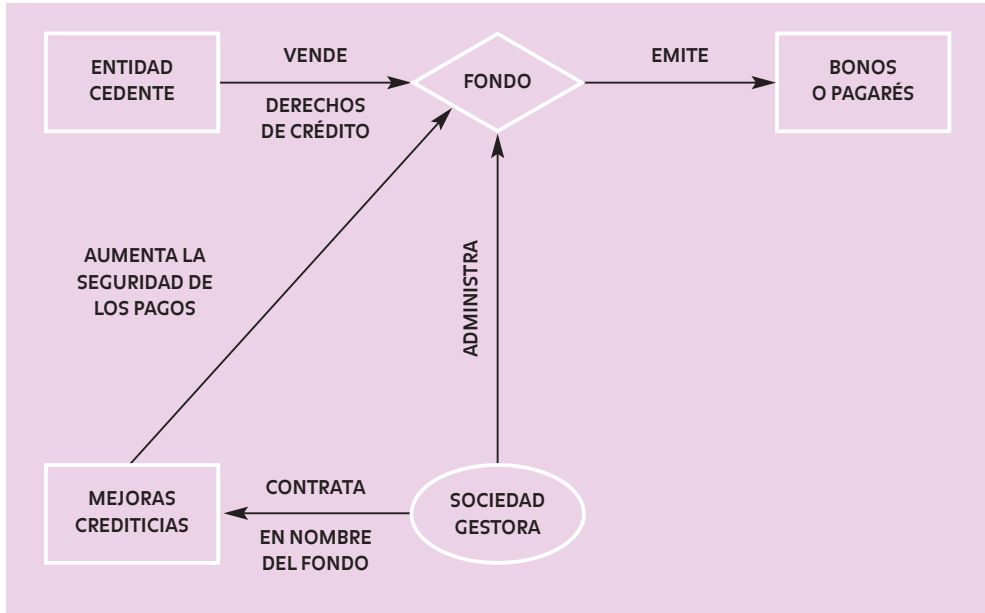 ENTIDAD
CEDENTE
VENDE
DERECHOS
DE CRÉDITO
FONDO
EMITE
BONOS
O PAGARÉS
AUMENTA LA
SEGURIDAD DE
LOS PAGOS
ADMINISTRA
MEJORAS
CREDITICIAS
CONTRATA
EN NOMBRE
DEL FONDO
SOCIEDAD
GESTORA